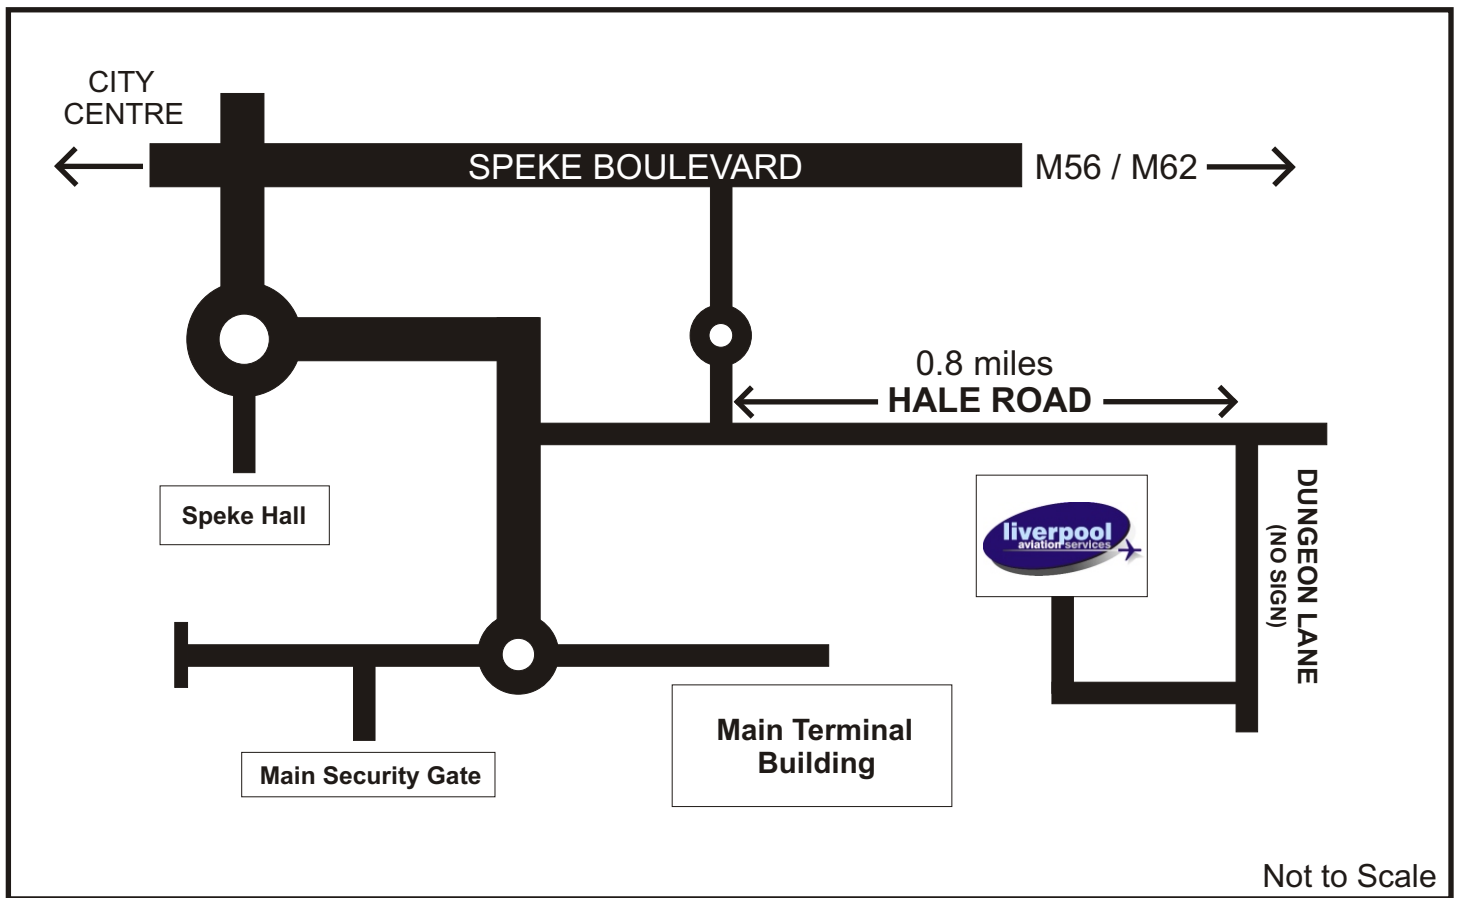 CITY
CENTRE
SPEKE BOULEVARD
M56 / M62
0.8 miles
HALE ROAD
DUNGEON LANE
(NO SIGN)
liverpool
aviation services
Speke Hall
Main Terminal
Building
Main Security Gate
Not to Scale